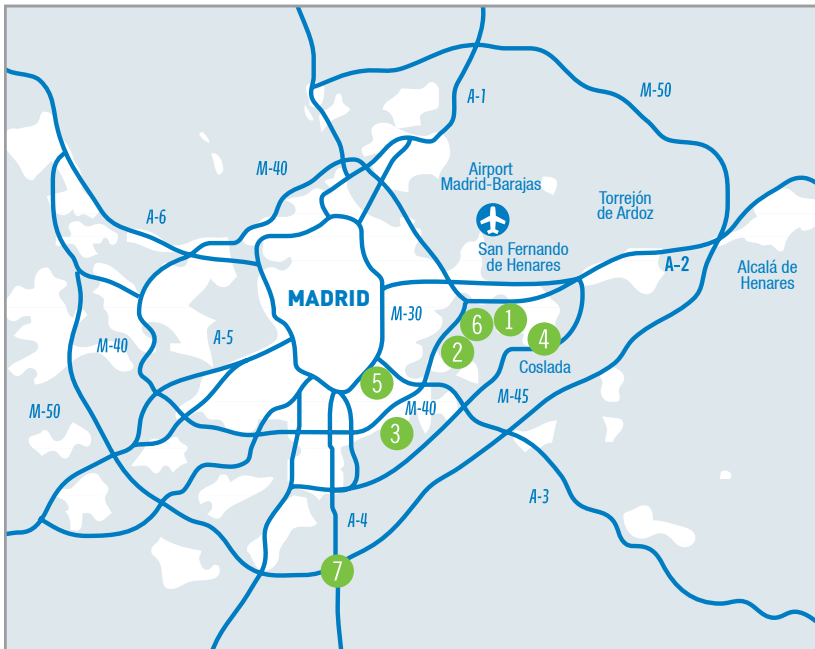 M-50
A-1
M-40
Airport
Madrid-Barajas
Torrejón
de Ardoz
A-6
San Fernando
de Henares
A-2
Alcalá de
Henares
MADRID
M-30
1
6
A-5
4
M-40
2
Coslada
5
M-45
M-50
M-40
3
A-3
A-4
7